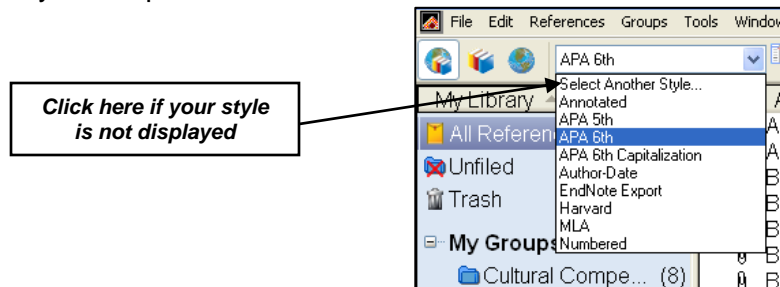 File Edit References Groups Tools
APA 6th
Click here if your style
is not displayed
Select Another Style...
Annotated
APA 5th
APA 6th
APA 6th Capitalization
Author-Date
EndNote Export
Harvard
MLA
Numbered
My Library
All
Unfiled
Trash
My Groups
Cultural Compe... (8)